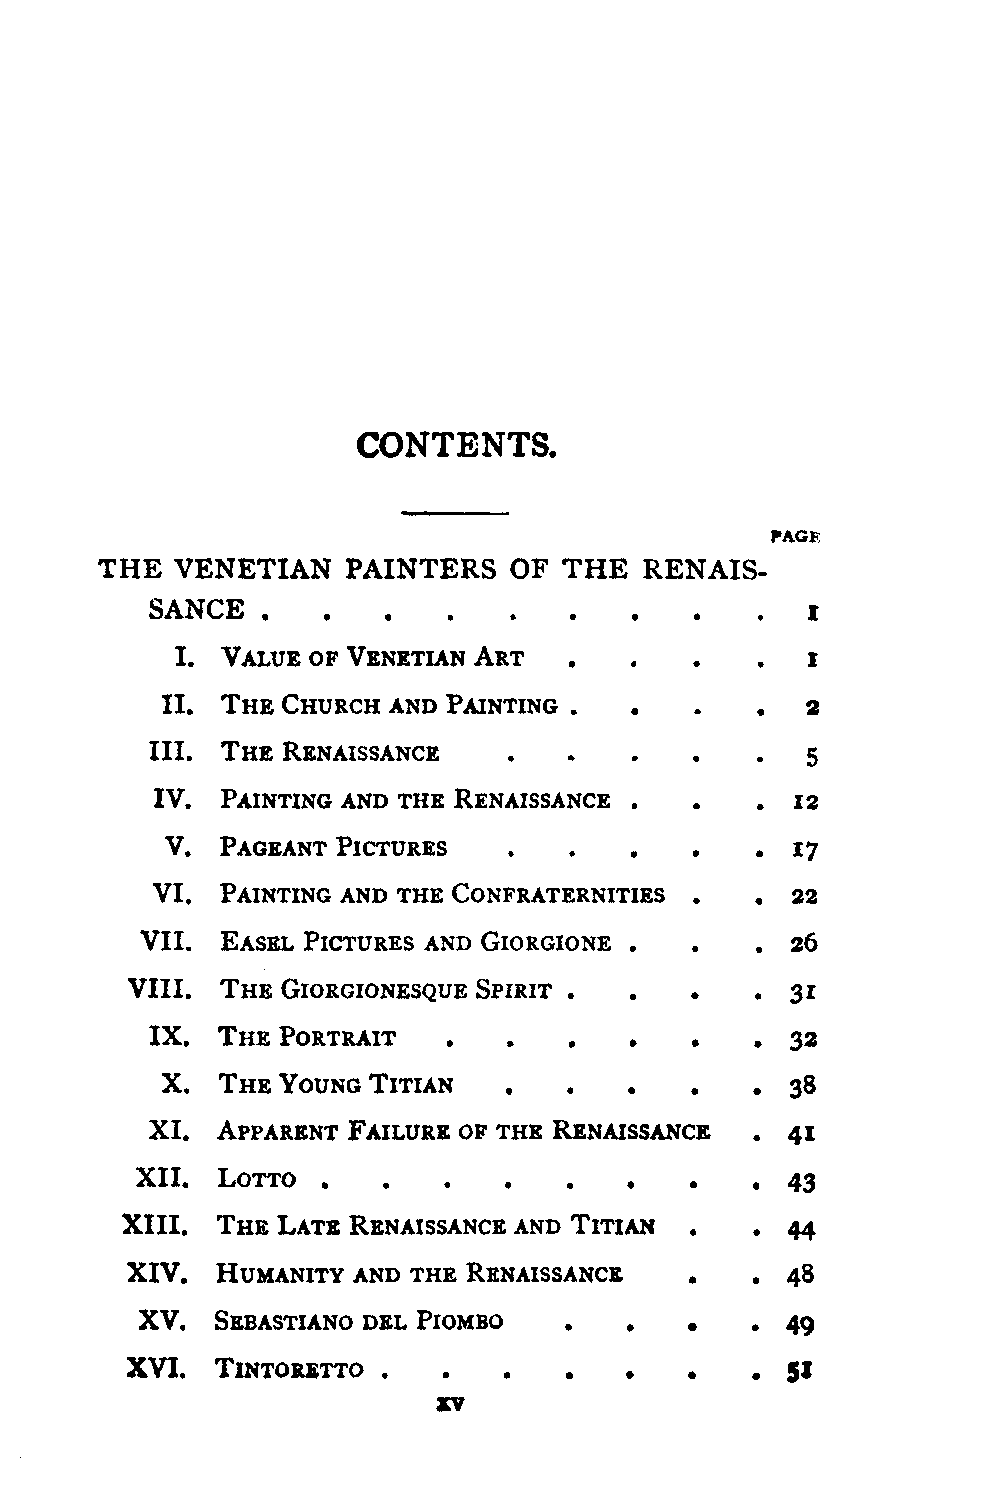 CONTENTS.
PAGE
THE VENETIAN PAINTERS OF THE RENAIS-
SANCE . . . . . . . . . 1
I. VALUE OF VENETIAN ART . . . . 1
II. THE CHURCH AND PAINTING . . . . 2
III. THE RENAISSANCE . . . . . 5
IV. PAINTING AND THE RENAISSANCE . . . 12
V. PAGEANT PICTURES . . . . . 17
VI. PAINTING AND THE CONFRATERNITIES . . 22
VII. EASEL PICTURES AND GIORGIONE . . . 26
VIII. THE GIORGIONESQUE SPIRIT . . . . 31
IX. THE PORTRAIT . . . . . . 32
X. THE YOUNG TITIAN . . . . . 38
XI. APPARENT FAILURE OF THE RENAISSANCE . 41
XII. LOTTO . . . . . . . . 43
XIII. THE LATE RENAISSANCE AND TITIAN . . 44
XIV. HUMANITY AND THE RENAISSANCE . . 48
XV. SEBASTIANO DEL PIOMBO . . . . 49
XVI. TINTORETTO . . . . . . . 51
xv